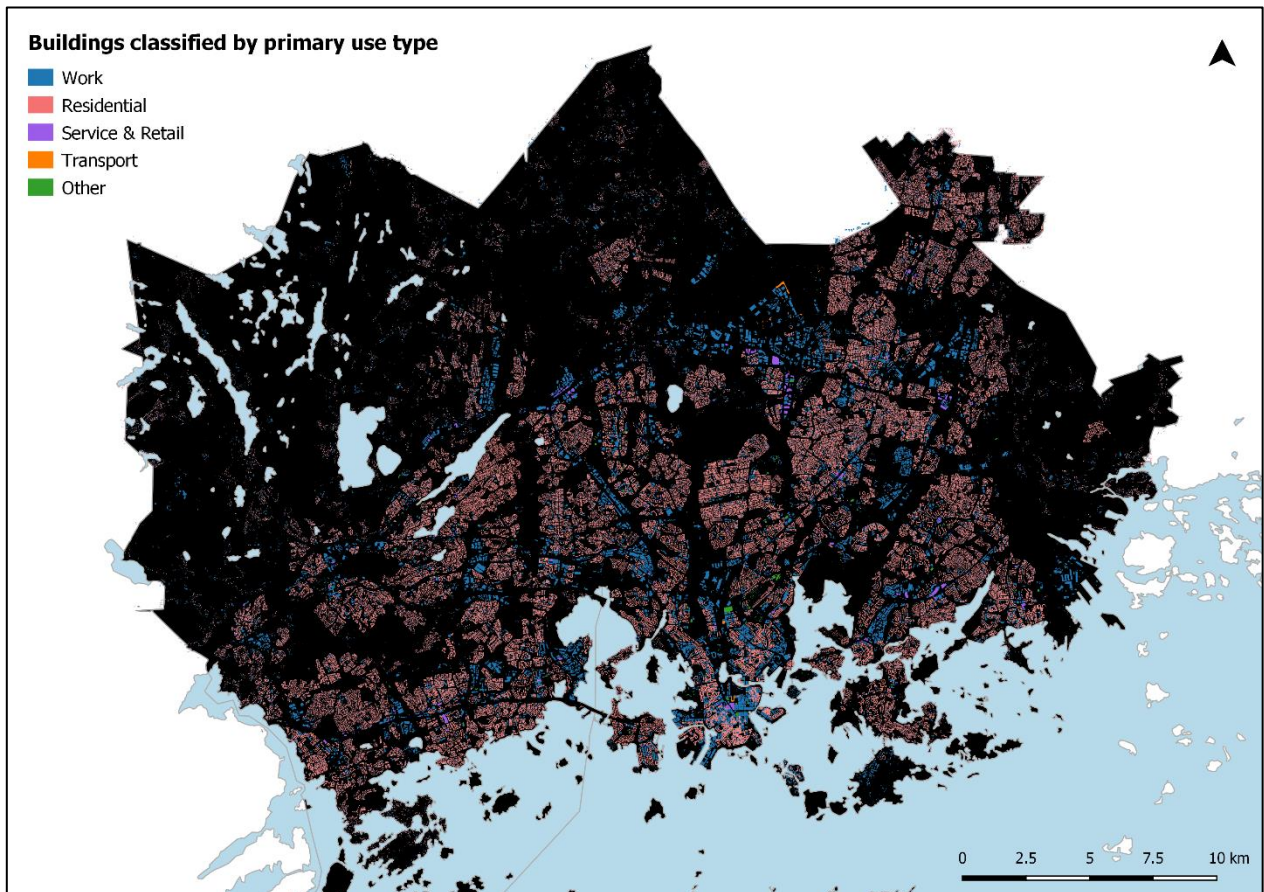 Buildings classified by primary use type
Work
Residential
Service & Retail
Transport
Other
0 2.5 5 7.5 10 km